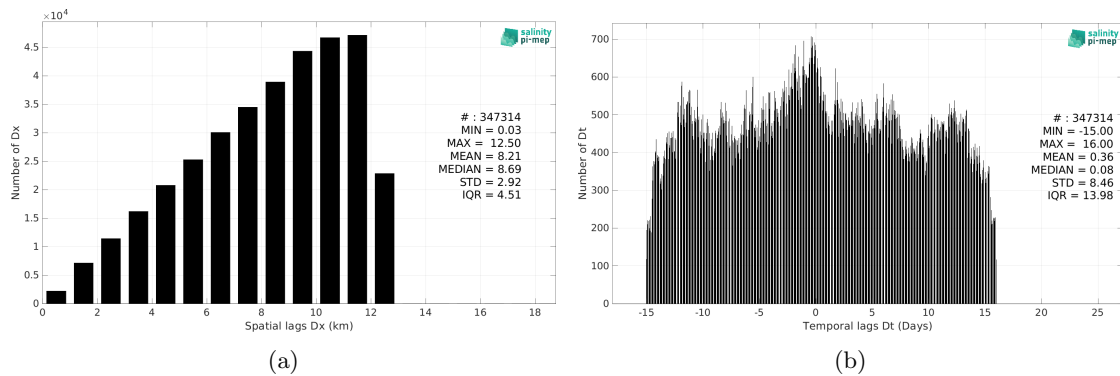 ×10⁴
4.5
4
3.5
3
2.5
2
1.5
1
0.5
0
Number of Dx
0 2 4 6 8 10 12 14 16 18
Spatial lags Dx (km)
salinity
pi-mep
# : 347314
MIN = 0.03
MAX = 12.50
MEAN = 8.21
MEDIAN = 8.69
STD = 2.92
IQR = 4.51
(a)
700
600
500
400
300
200
100
0
Number of Dt
-15 -10 -5 0 5 10 15 20 25
Temporal lags Dt (Days)
salinity
pi-mep
# : 347314
MIN = -15.00
MAX = 16.00
MEAN = 0.36
MEDIAN = 0.08
STD = 8.46
IQR = 13.98
(b)